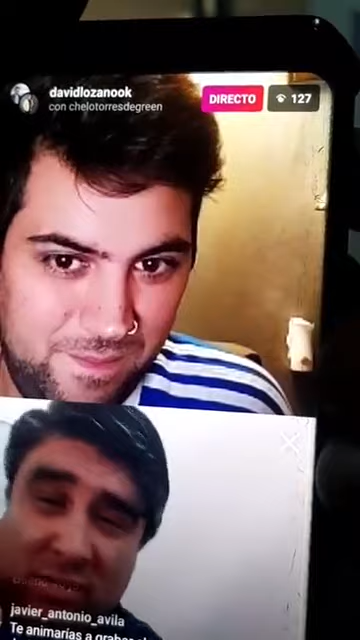 davidlozanook
DIRECTO
127
con chelotorresdegreen
javier_antonio_avila
Te animarías a grabar